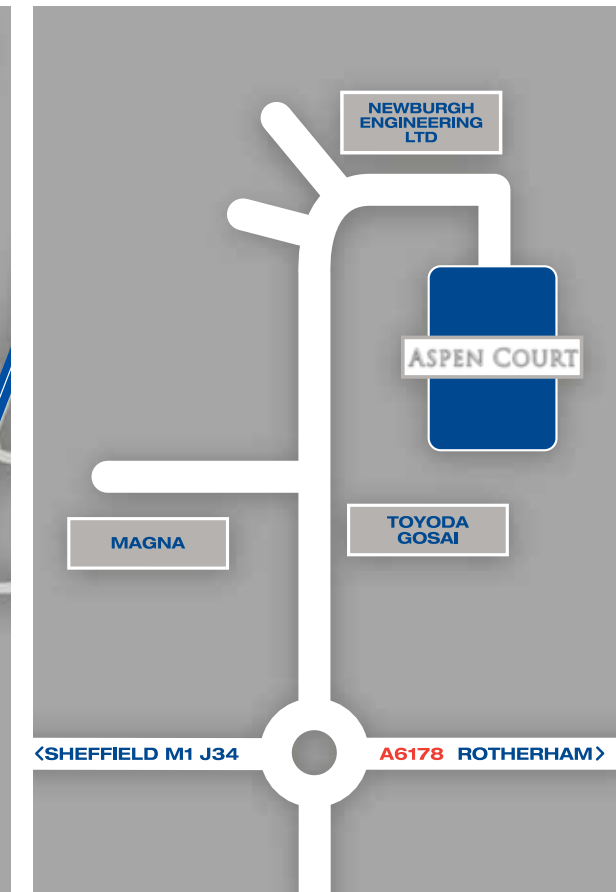 NEWBURGH
ENGINEERING
LTD
ASPEN COURT
TOYODA
GOSAI
MAGNA
<SHEFFIELD M1 J34
A6178 ROTHERHAM>